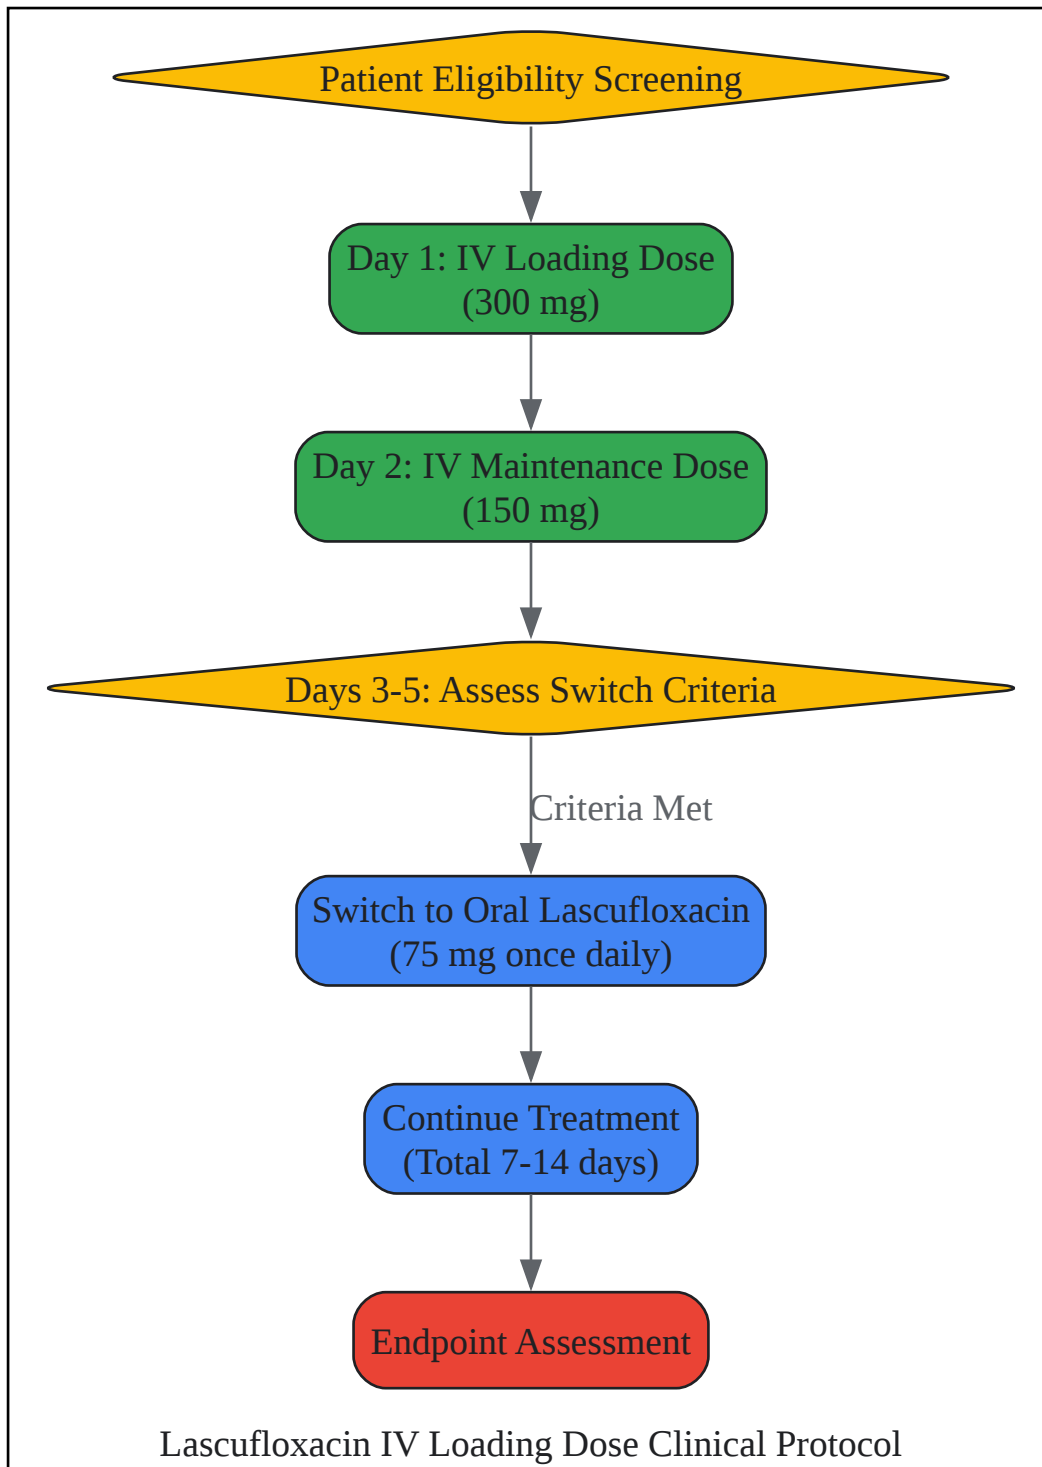 Patient Eligibility Screening
Day 1: IV Loading Dose
(300 mg)
Day 2: IV Maintenance Dose
(150 mg)
Days 3-5: Assess Switch Criteria
Criteria Met
Switch to Oral Lascufloxacin
(75 mg once daily)
Continue Treatment
(Total 7-14 days)
Endpoint Assessment
Lascufloxacin IV Loading Dose Clinical Protocol